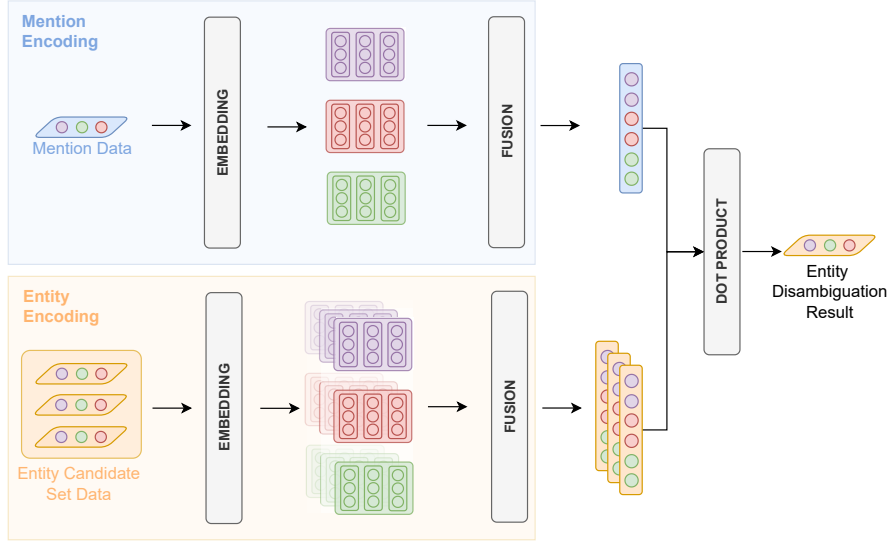 Mention
Encoding
Mention Data
EMBEDDING
FUSION
Entity
Encoding
Entity Candidate
Set Data
EMBEDDING
FUSION
DOT PRODUCT
Entity
Disambiguation
Result